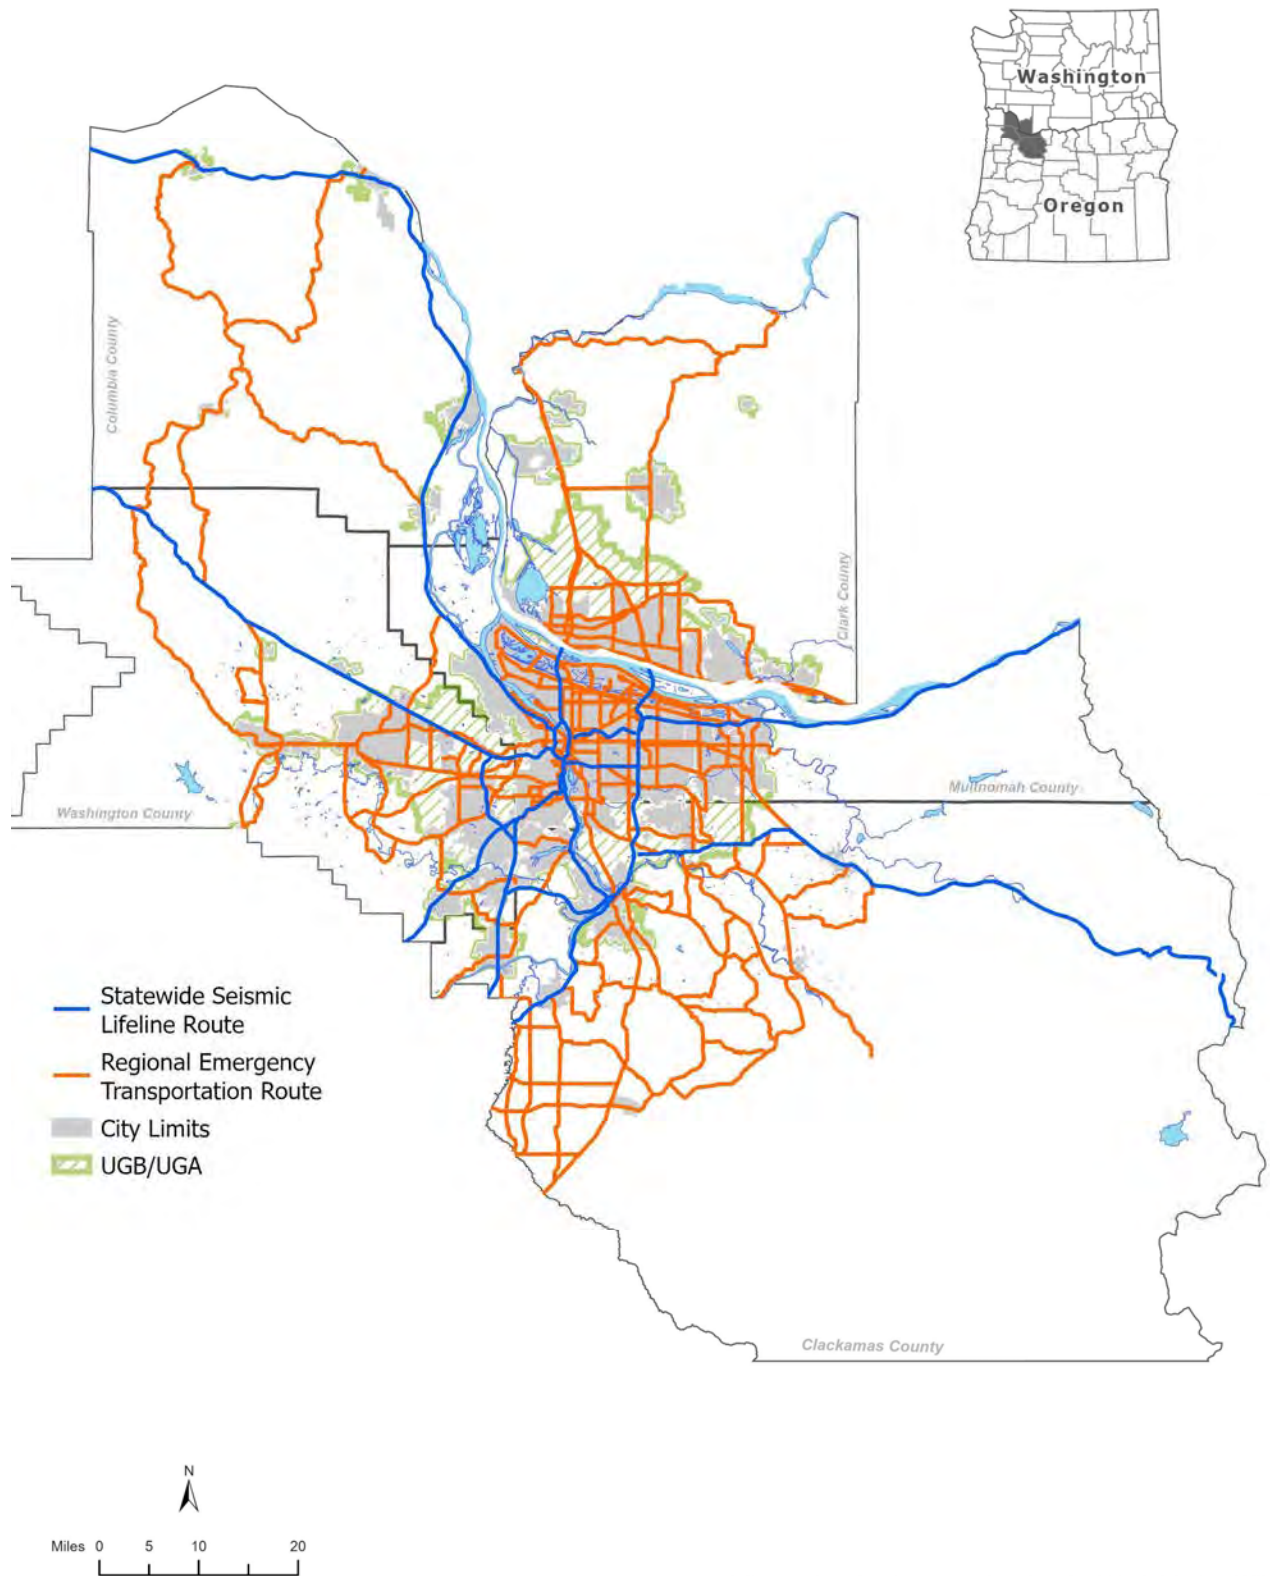 Washington
Oregon
Columbia County
Clark County
Multnomah County
Washington County
Statewide Seismic
Lifeline Route
Regional Emergency
Transportation Route
City Limits
UGB/UGA
Clackamas County
N
Miles 0 5 10 20